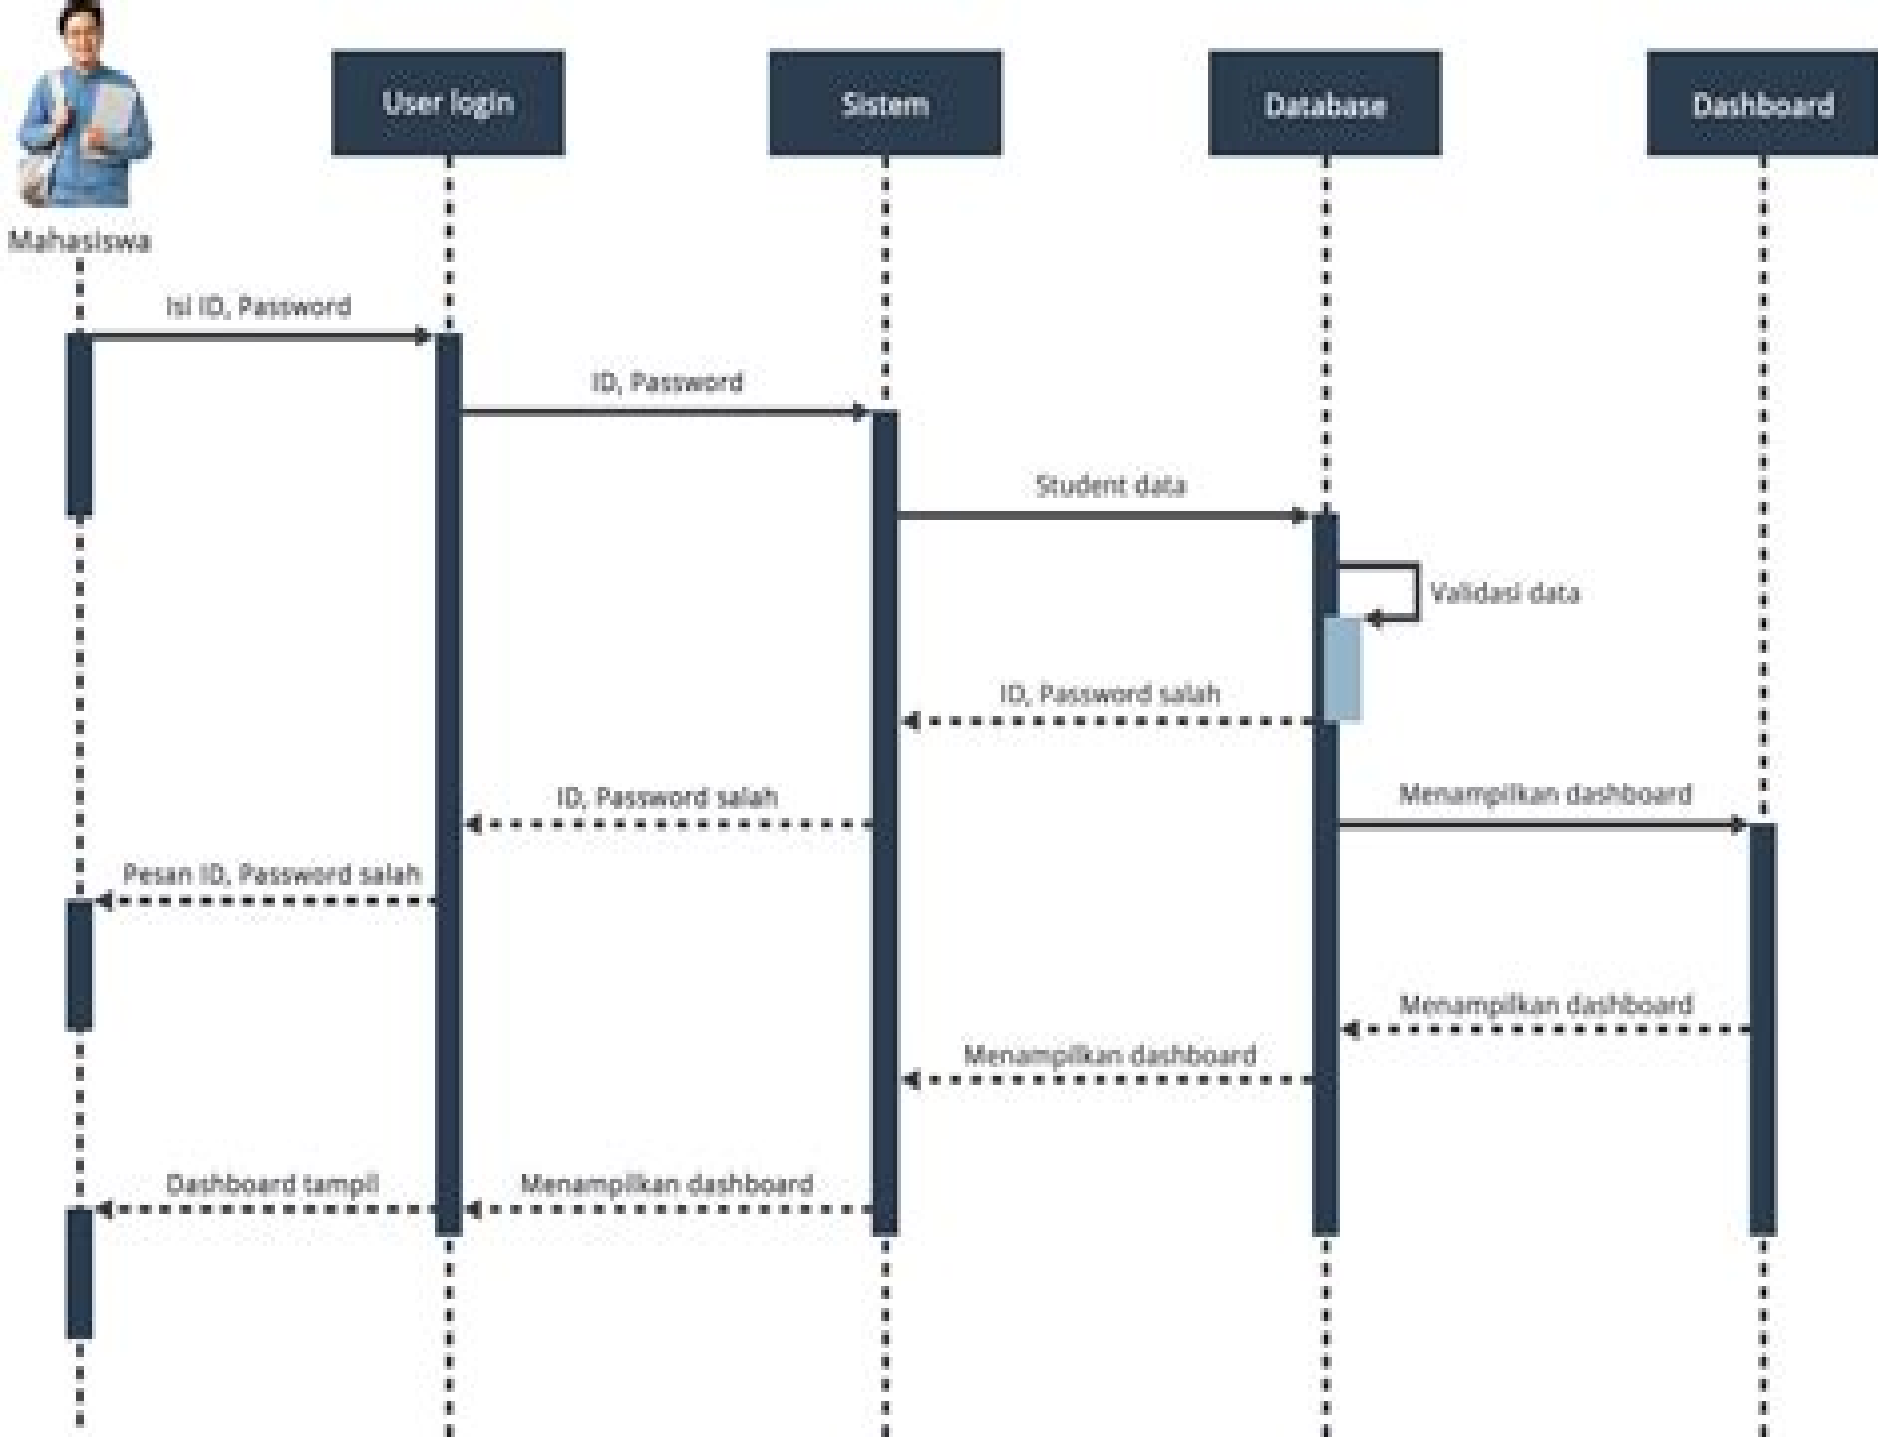 User login
Sistem
Database
Dashboard
Mahasiswa
Isi ID, Password
ID, Password
Student data
Validasi data
ID, Password salah
Menampilkan dashboard
ID, Password salah
Pesan ID, Password salah
Menampilkan dashboard
Menampilkan dashboard
Dashboard tampil
Menampilkan dashboard